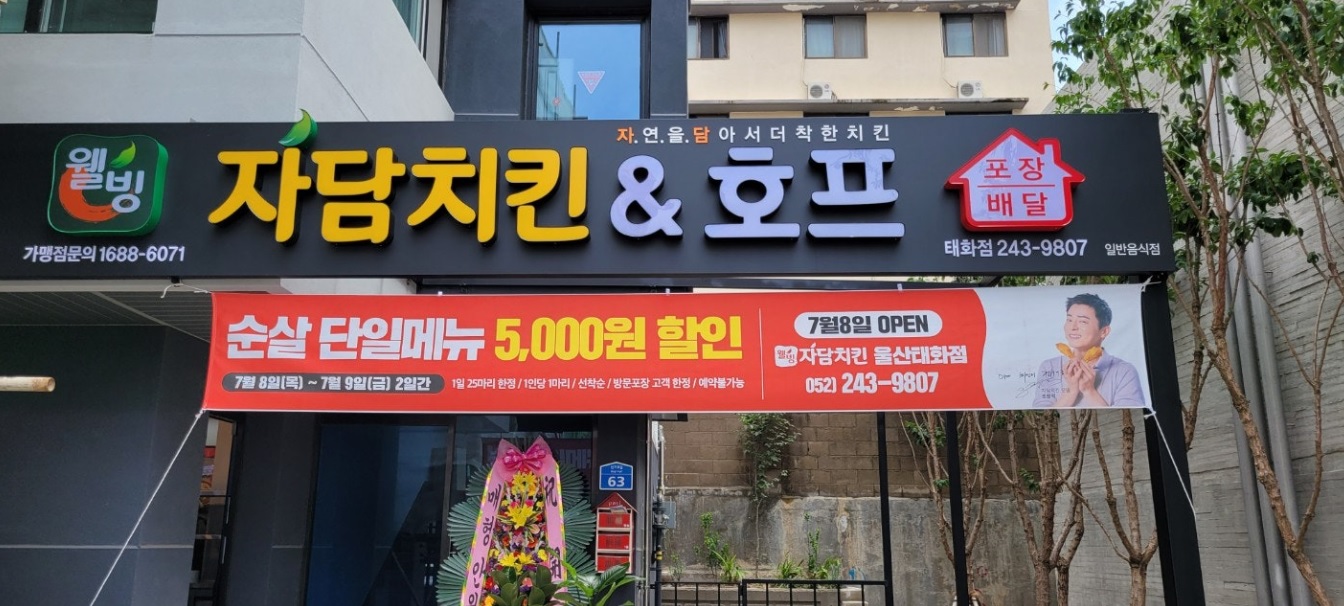 자.연.을.담아서더착한치킨
웰빙
자담치킨 & 호프
포장
배달
가맹점문의 1688-6071
태화점 243-9807
일반음식점
순살 단일메뉴 5,000원 할인
7월 8일(목) ~ 7월 9일(금) 2일간
1일 25마리 한정 / 1인당 1마리 / 선착순 / 방문포장 고객 한정 / 예약불가능
7월8일 OPEN
웰빙 자담치킨 울산태화점
052) 243-9807
63
매형인